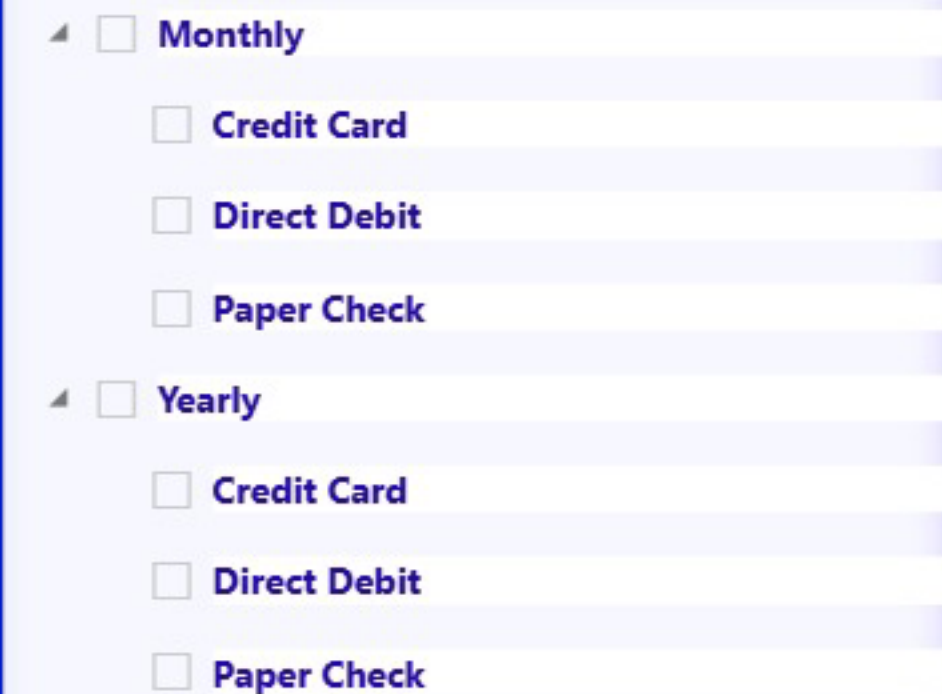 Monthly
Credit Card
Direct Debit
Paper Check
Yearly
Credit Card
Direct Debit
Paper Check